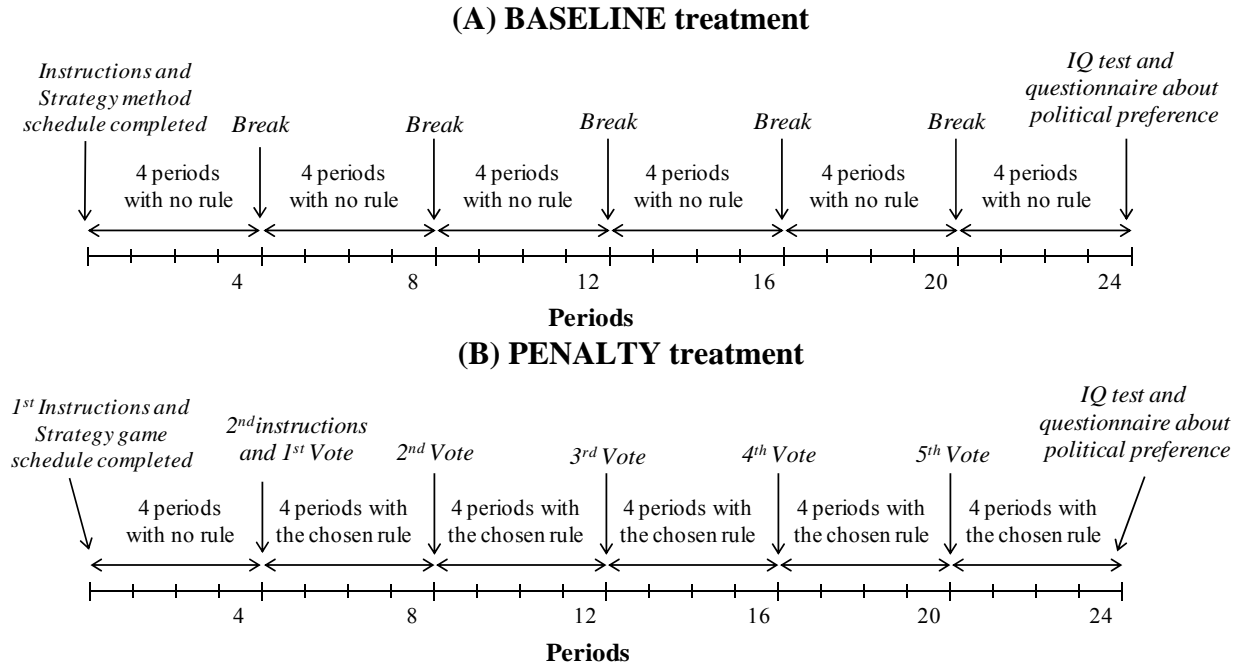 (A) BASELINE treatment
Instructions and
Strategy method
schedule completed
Break
Break
Break
Break
Break
IQ test and
questionnaire about
political preference
4 periods
with no rule
4 periods
with no rule
4 periods
with no rule
4 periods
with no rule
4 periods
with no rule
4 periods
with no rule
4
8
12
16
20
24
Periods
(B) PENALTY treatment
1st Instructions and
Strategy game
schedule completed
2nd instructions
and 1st Vote
2nd Vote
3rd Vote
4th Vote
5th Vote
IQ test and
questionnaire about
political preference
4 periods
with no rule
4 periods with
the chosen rule
4 periods with
the chosen rule
4 periods with
the chosen rule
4 periods with
the chosen rule
4 periods with
the chosen rule
4
8
12
16
20
24
Periods